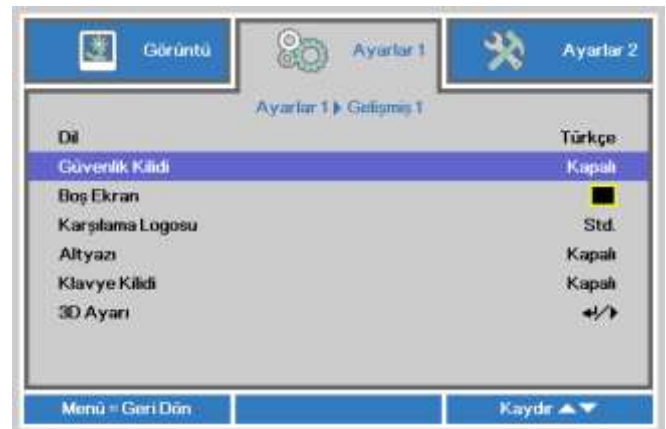 Görüntü
Ayarlar 1
Ayarlar 2
Ayarlar 1 Gelişmiş 1
Dil Türkçe
Güvenlik Kilidi Kapalı
Boş Ekran
Karşılama Logosu Std.
Altyazı Kapalı
Klavye Kilidi Kapalı
3D Ayarı
Menü = Geri Dön Kaydır